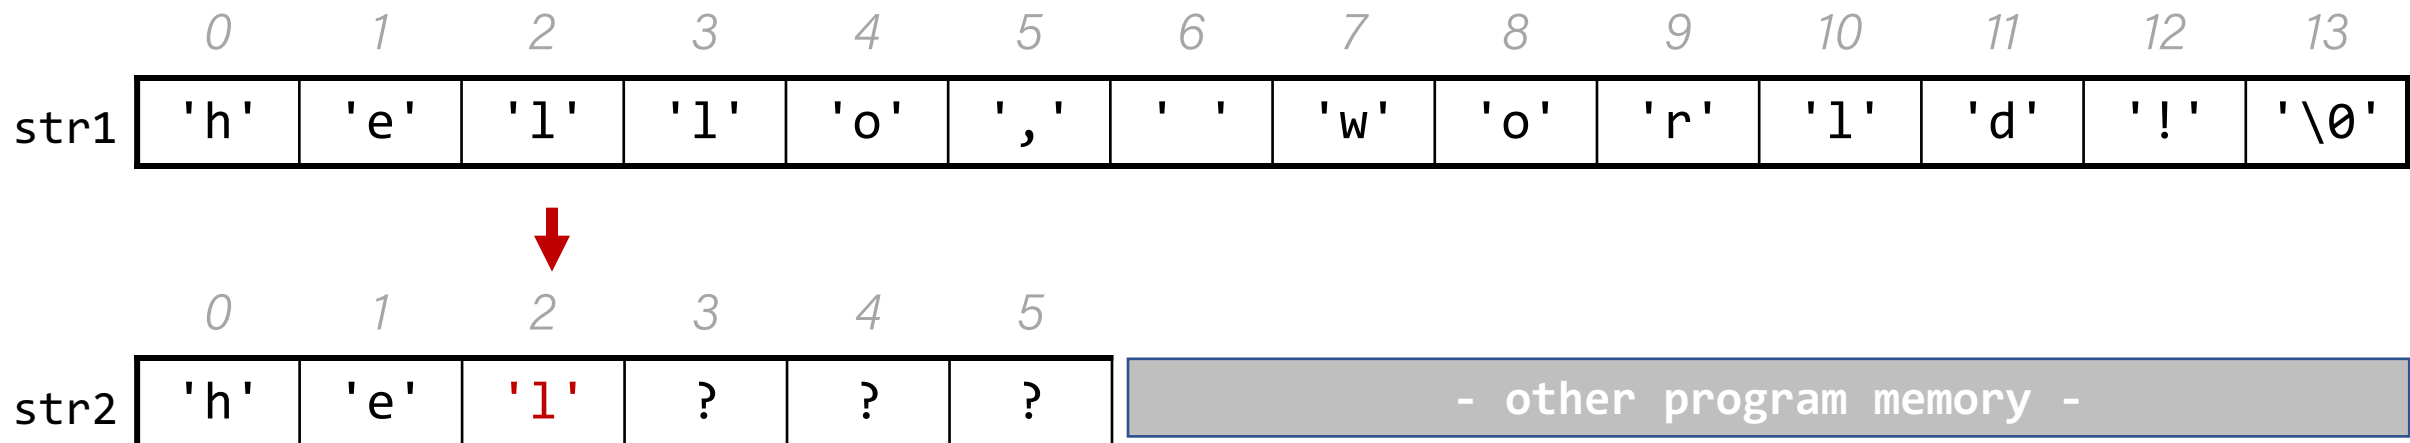 0 1 2 3 4 5 6 7 8 9 10 11 12 13
str1 'h' 'e' 'l' 'l' 'o' ',' ' ' 'w' 'o' 'r' 'l' 'd' '!' '\0'
0 1 2 3 4 5
str2 'h' 'e' 'l' ? ? ? - other program memory -